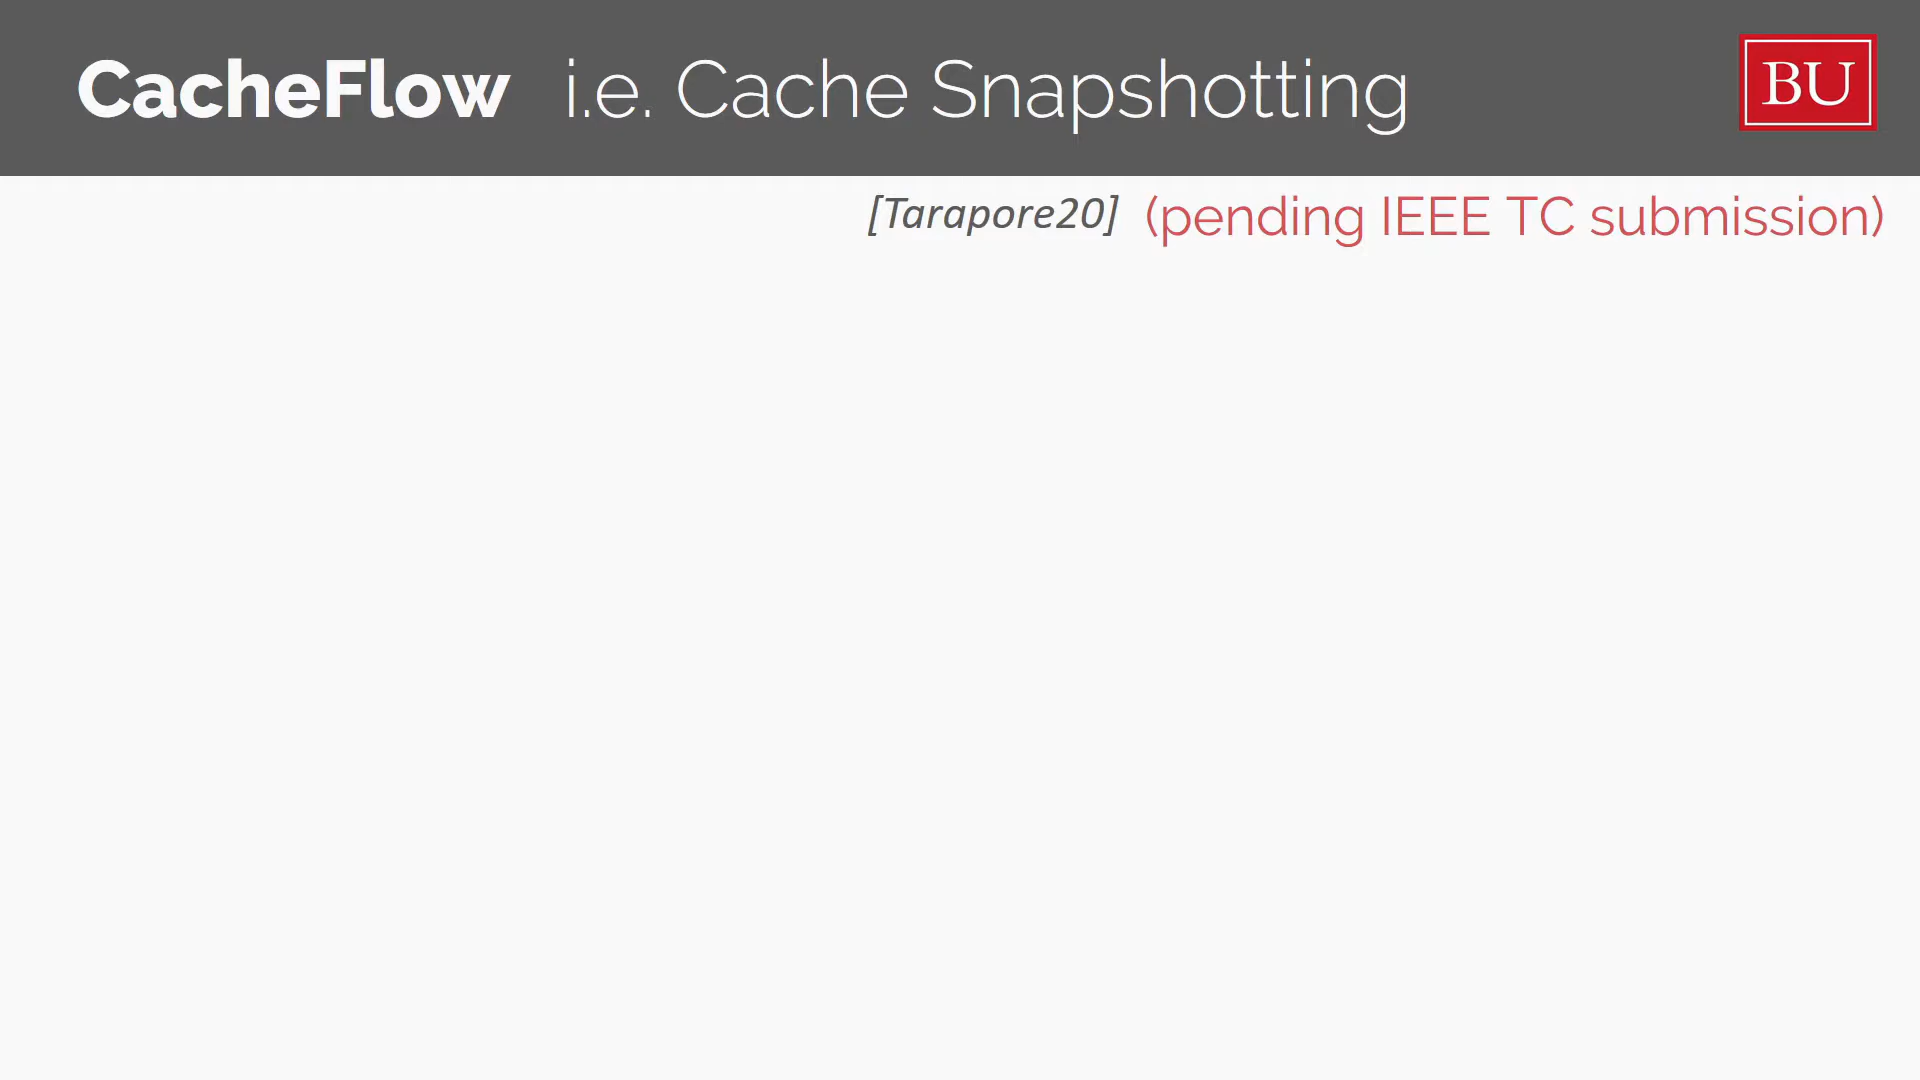 CacheFlow i.e. Cache Snapshotting
BU
[Tarapore20] (pending IEEE TC submission)